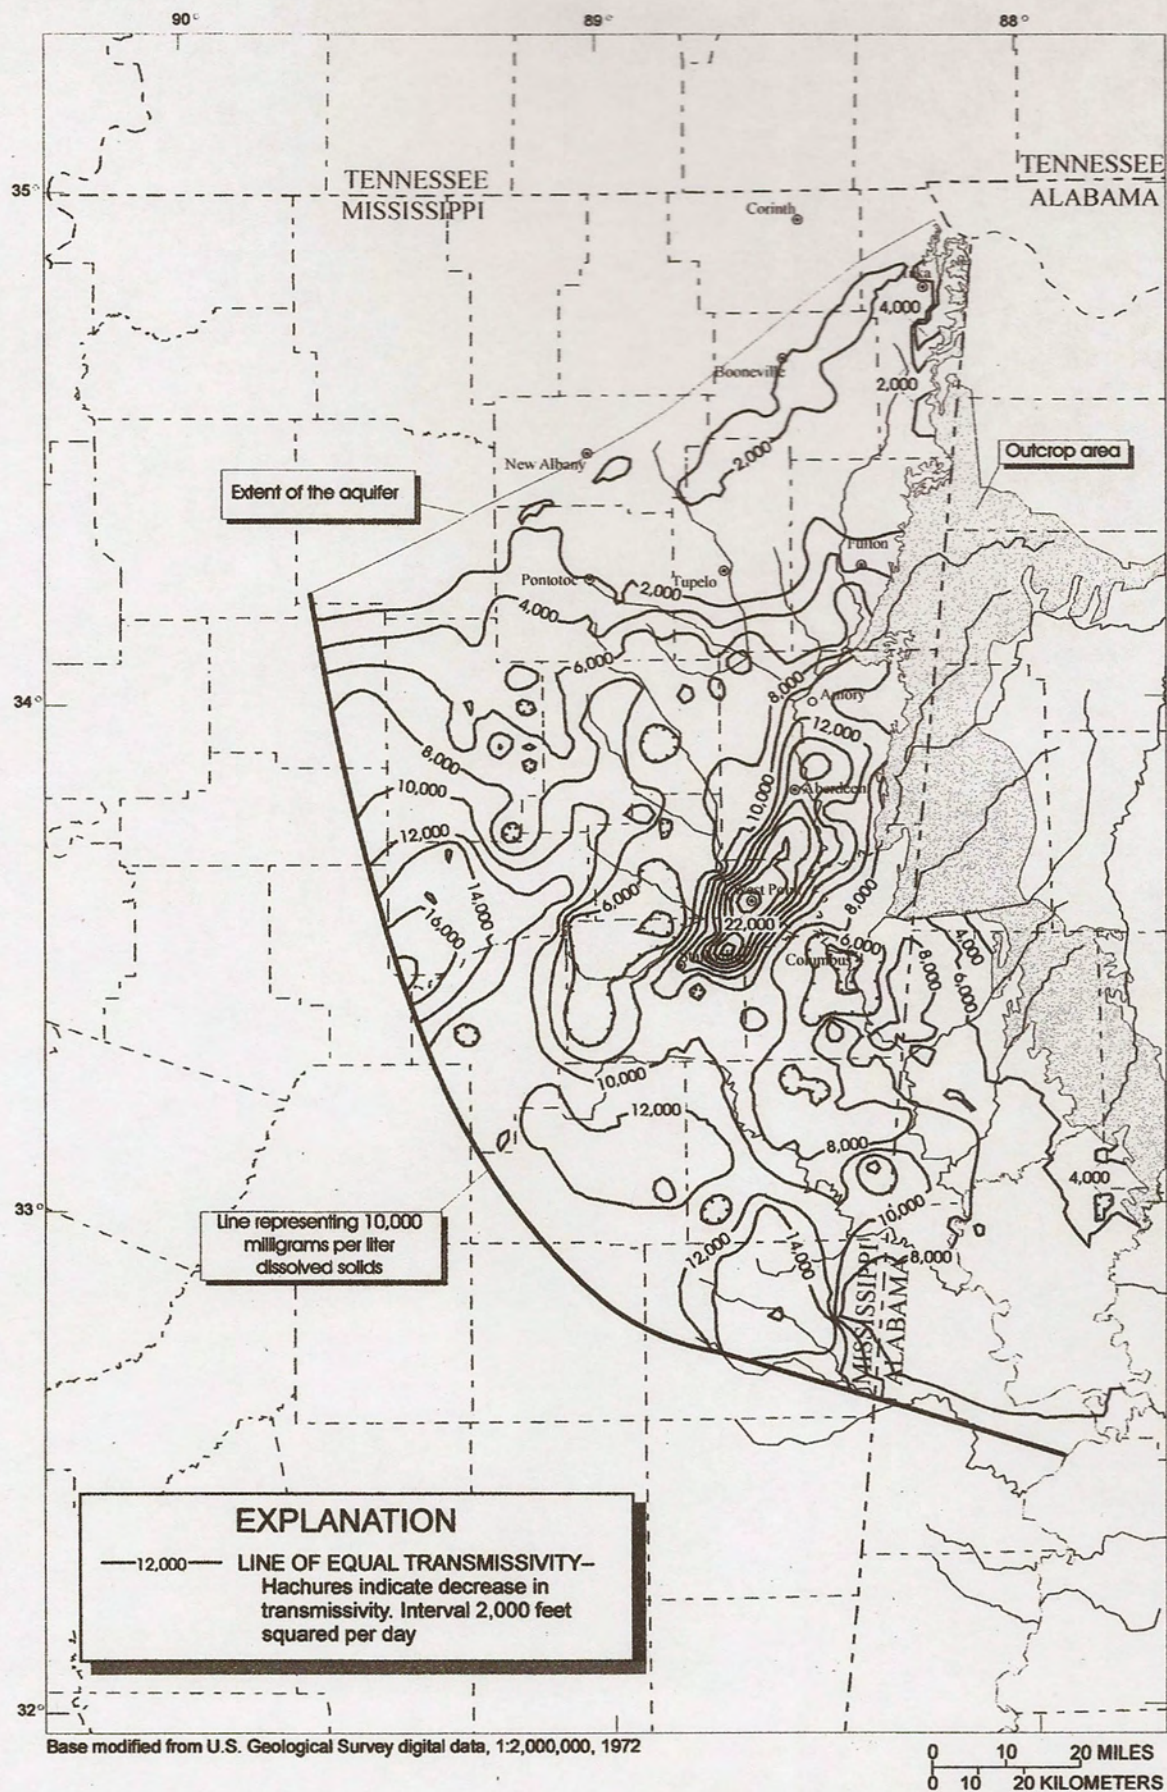 90°
89°
88°
35°
TENNESSEE
MISSISSIPPI
TENNESSEE
ALABAMA
Corinth
4,000
Booneville
2,000
2,000
New Albany
Outcrop area
Extent of the aquifer
Fulton
Pontotoc
Tupelo
2,000
4,000
6,000
34°
8,000
Amory
12,000
8,000
10,000
10,000
Aberdeen
12,000
14,000
6,000
West Point
8,000
16,000
22,000
4,000
6,000
8,000
6,000
Columbus
10,000
12,000
8,000
4,000
33°
Line representing 10,000
milligrams per liter
dissolved solids
10,000
12,000
14,000
8,000
MISSISSIPPI
ALABAMA
EXPLANATION
12,000 LINE OF EQUAL TRANSMISSIVITY–
Hachures indicate decrease in
transmissivity. Interval 2,000 feet
squared per day
32°
Base modified from U.S. Geological Survey digital data, 1:2,000,000, 1972
0 10 20 MILES
0 10 20 KILOMETERS